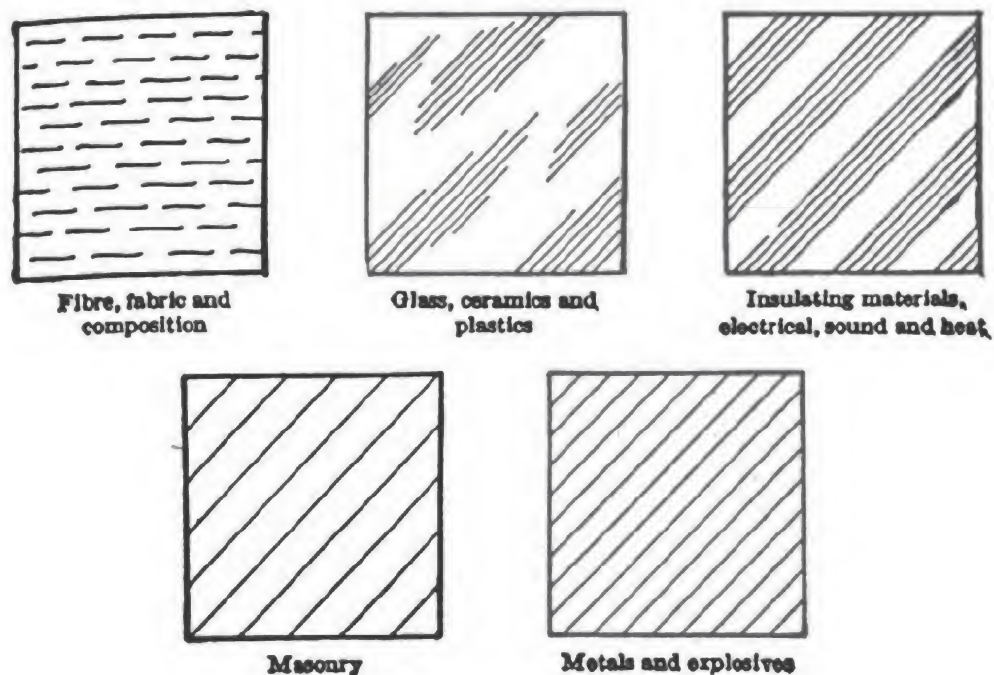 Fibre, fabric and
composition
Glass, ceramics and
plastics
Insulating materials,
electrical, sound and heat
Masonry
Metals and explosives